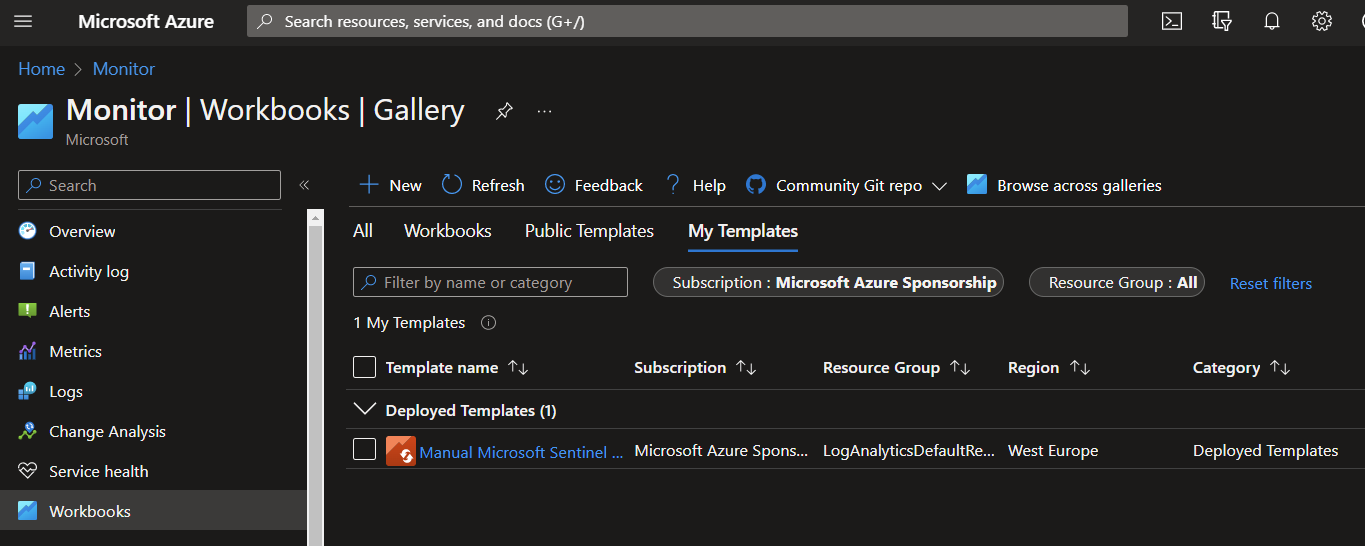 Microsoft Azure
Search resources, services, and docs (G+/)
Home > Monitor
Monitor | Workbooks | Gallery
Microsoft
Search
Overview
Activity log
Alerts
Metrics
Logs
Change Analysis
Service health
Workbooks
New Refresh Feedback Help Community Git repo Browse across galleries
All Workbooks Public Templates My Templates
Filter by name or category Subscription : Microsoft Azure Sponsorship Resource Group : All Reset filters
1 My Templates
Template name Subscription Resource Group Region Category
Deployed Templates (1)
Manual Microsoft Sentinel ... Microsoft Azure Spons... LogAnalyticsDefaultRe... West Europe Deployed Templates